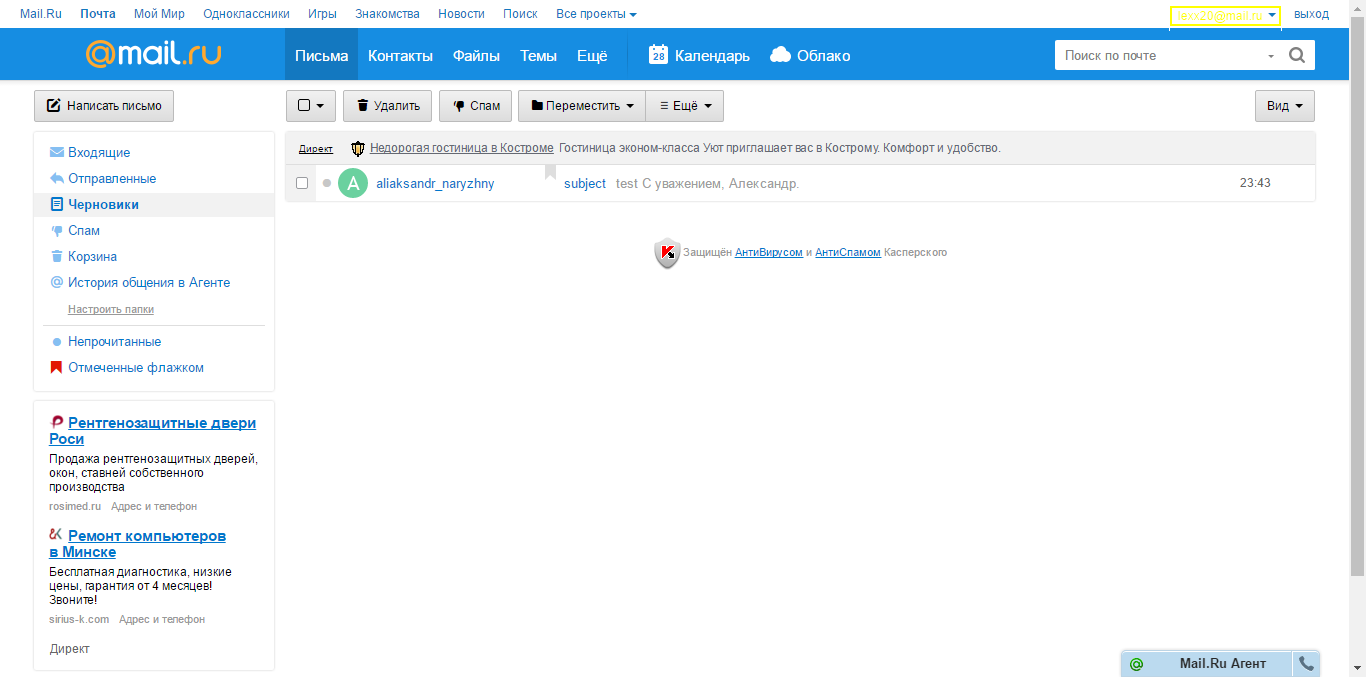 Mail.Ru Почта Мой Мир Одноклассники Игры Знакомства Новости Поиск Все проекты выход
@mail.ru Письма Контакты Файлы Темы Ещё 28 Календарь Облако Поиск по почте
Написать письмо Удалить Спам Переместить Ещё Вид
Входящие
Отправленные
Черновики
Спам
Корзина
История общения в Агенте
Настроить папки
Непрочитанные
Отмеченные флажком
Директ Недорогая гостиница в Костроме Гостиница эконом-класса Уют приглашает вас в Кострому. Комфорт и удобство.
А aliaksandr_naryzhny subject test С уважением, Александр. 23:43
Защищён АнтиВирусом и АнтиСпамом Касперского
Рентгенозащитные двери
Роси
Продажа рентгенозащитных дверей,
окон, ставней собственного
производства
rosimed.ru Адрес и телефон
Ремонт компьютеров
в Минске
Бесплатная диагностика, низкие
цены, гарантия от 4 месяцев!
Звоните!
sirius-k.com Адрес и телефон
Директ
@ Mail.Ru Агент